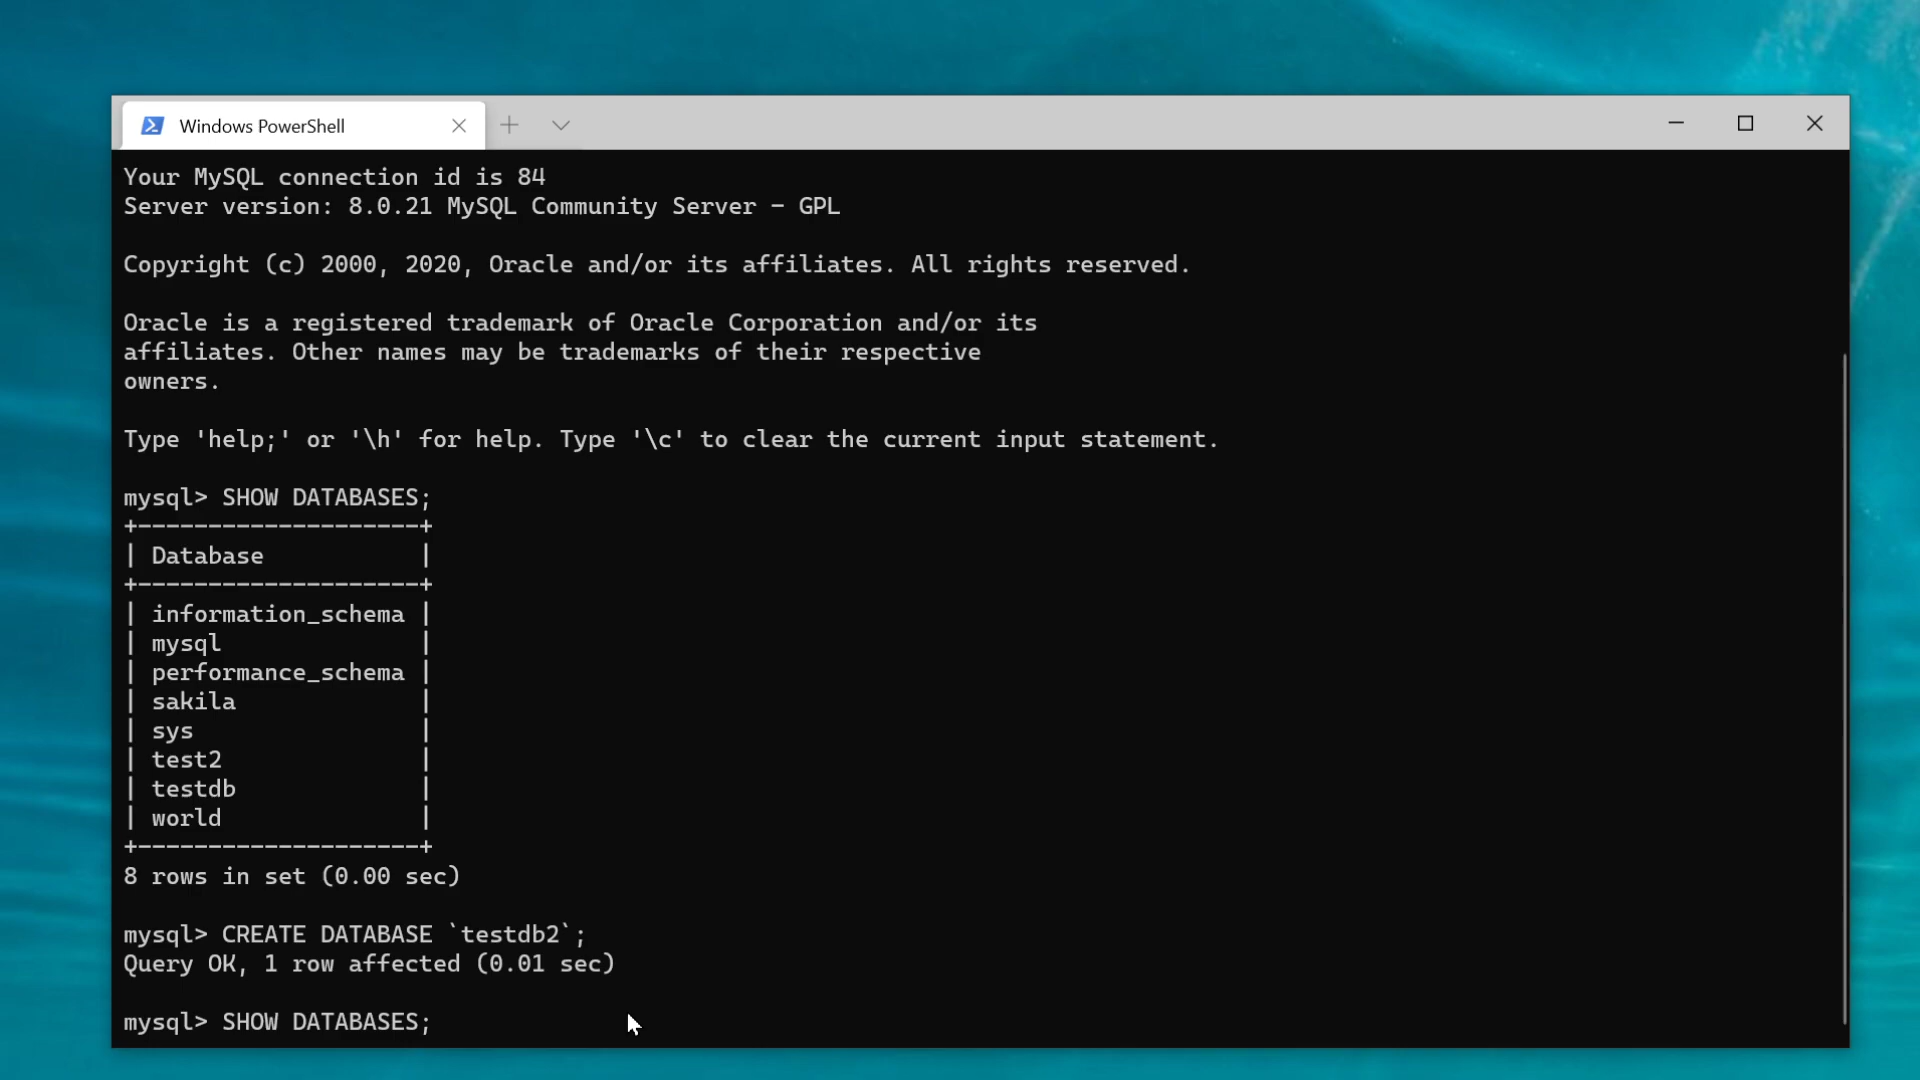 Windows PowerShell
Your MySQL connection id is 84
Server version: 8.0.21 MySQL Community Server - GPL
Copyright (c) 2000, 2020, Oracle and/or its affiliates. All rights reserved.
Oracle is a registered trademark of Oracle Corporation and/or its
affiliates. Other names may be trademarks of their respective
owners.
Type 'help;' or '\h' for help. Type '\c' to clear the current input statement.
mysql> SHOW DATABASES;
+--------------------+
| Database           |
+--------------------+
| information_schema |
| mysql              |
| performance_schema |
| sakila             |
| sys                |
| test2              |
| testdb             |
| world              |
+--------------------+
8 rows in set (0.00 sec)
mysql> CREATE DATABASE `testdb2`;
Query OK, 1 row affected (0.01 sec)
mysql> SHOW DATABASES;